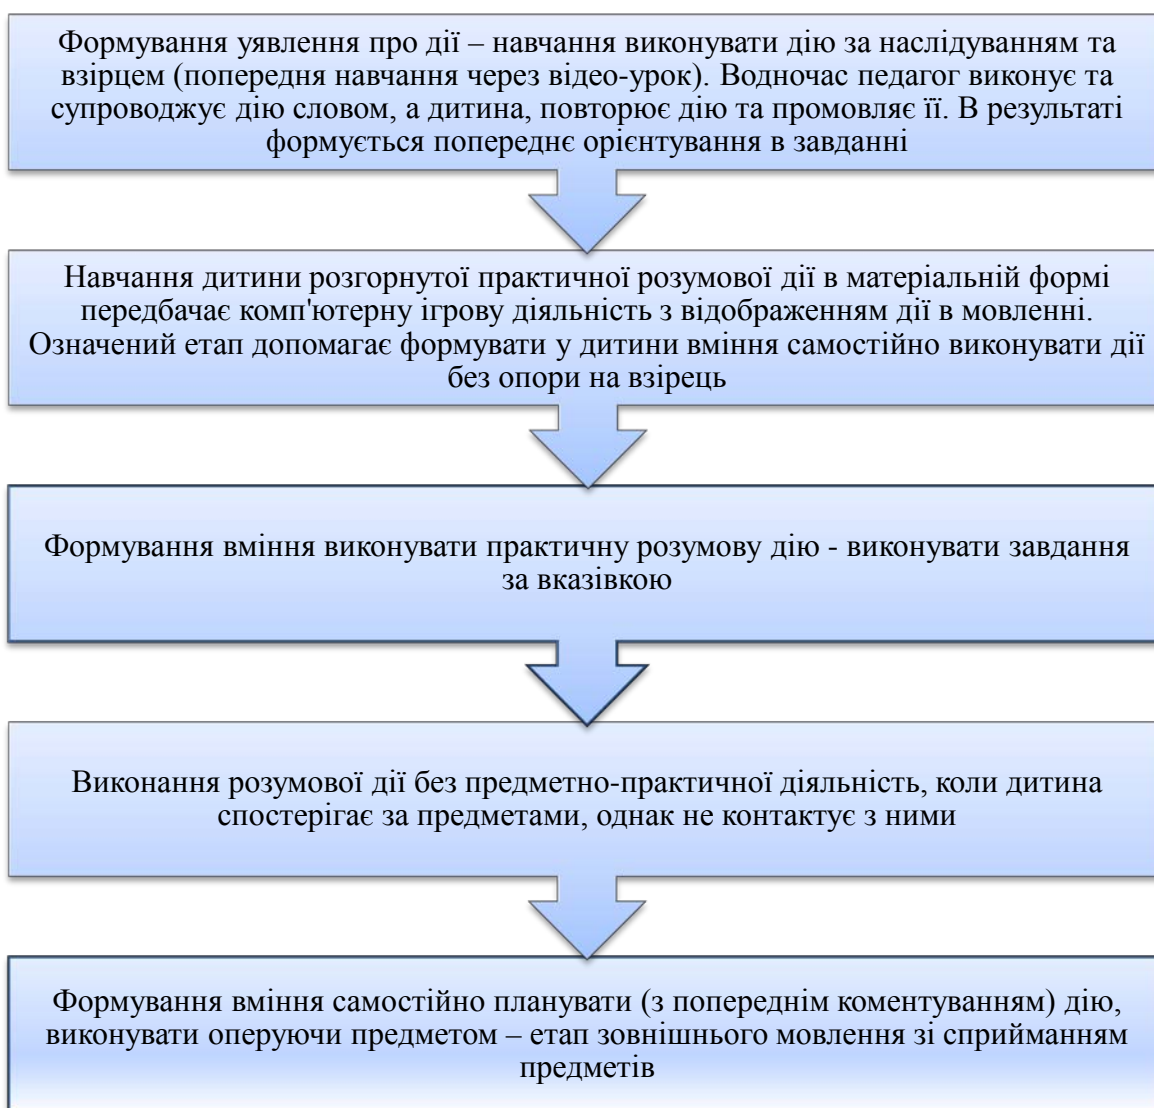 Формування уявлення про дії – навчання виконувати дію за наслідуванням та
взірцем (попередня навчання через відео-урок). Водночас педагог виконує та
супроводжує дію словом, а дитина, повторює дію та промовляє її. В результаті
формується попереднє орієнтування в завданні
Навчання дитини розгорнутої практичної розумової дії в матеріальній формі
передбачає комп'ютерну ігрову діяльність з відображенням дії в мовленні.
Означений етап допомагає формувати у дитини вміння самостійно виконувати дії
без опори на взірець
Формування вміння виконувати практичну розумову дію - виконувати завдання
за вказівкою
Виконання розумової дії без предметно-практичної діяльність, коли дитина
спостерігає за предметами, однак не контактує з ними
Формування вміння самостійно планувати (з попереднім коментуванням) дію,
виконувати оперуючи предметом – етап зовнішнього мовлення зі сприйманням
предметів